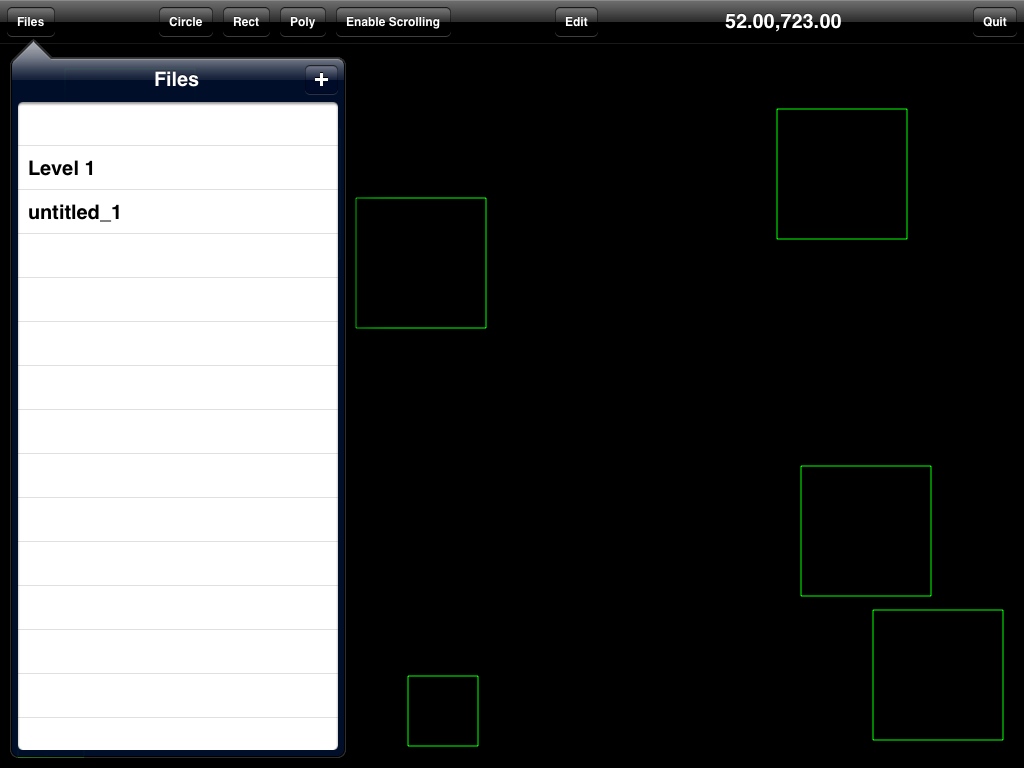 Files Circle Rect Poly Enable Scrolling Edit 52.00,723.00 Quit
Files +
Level 1
untitled_1